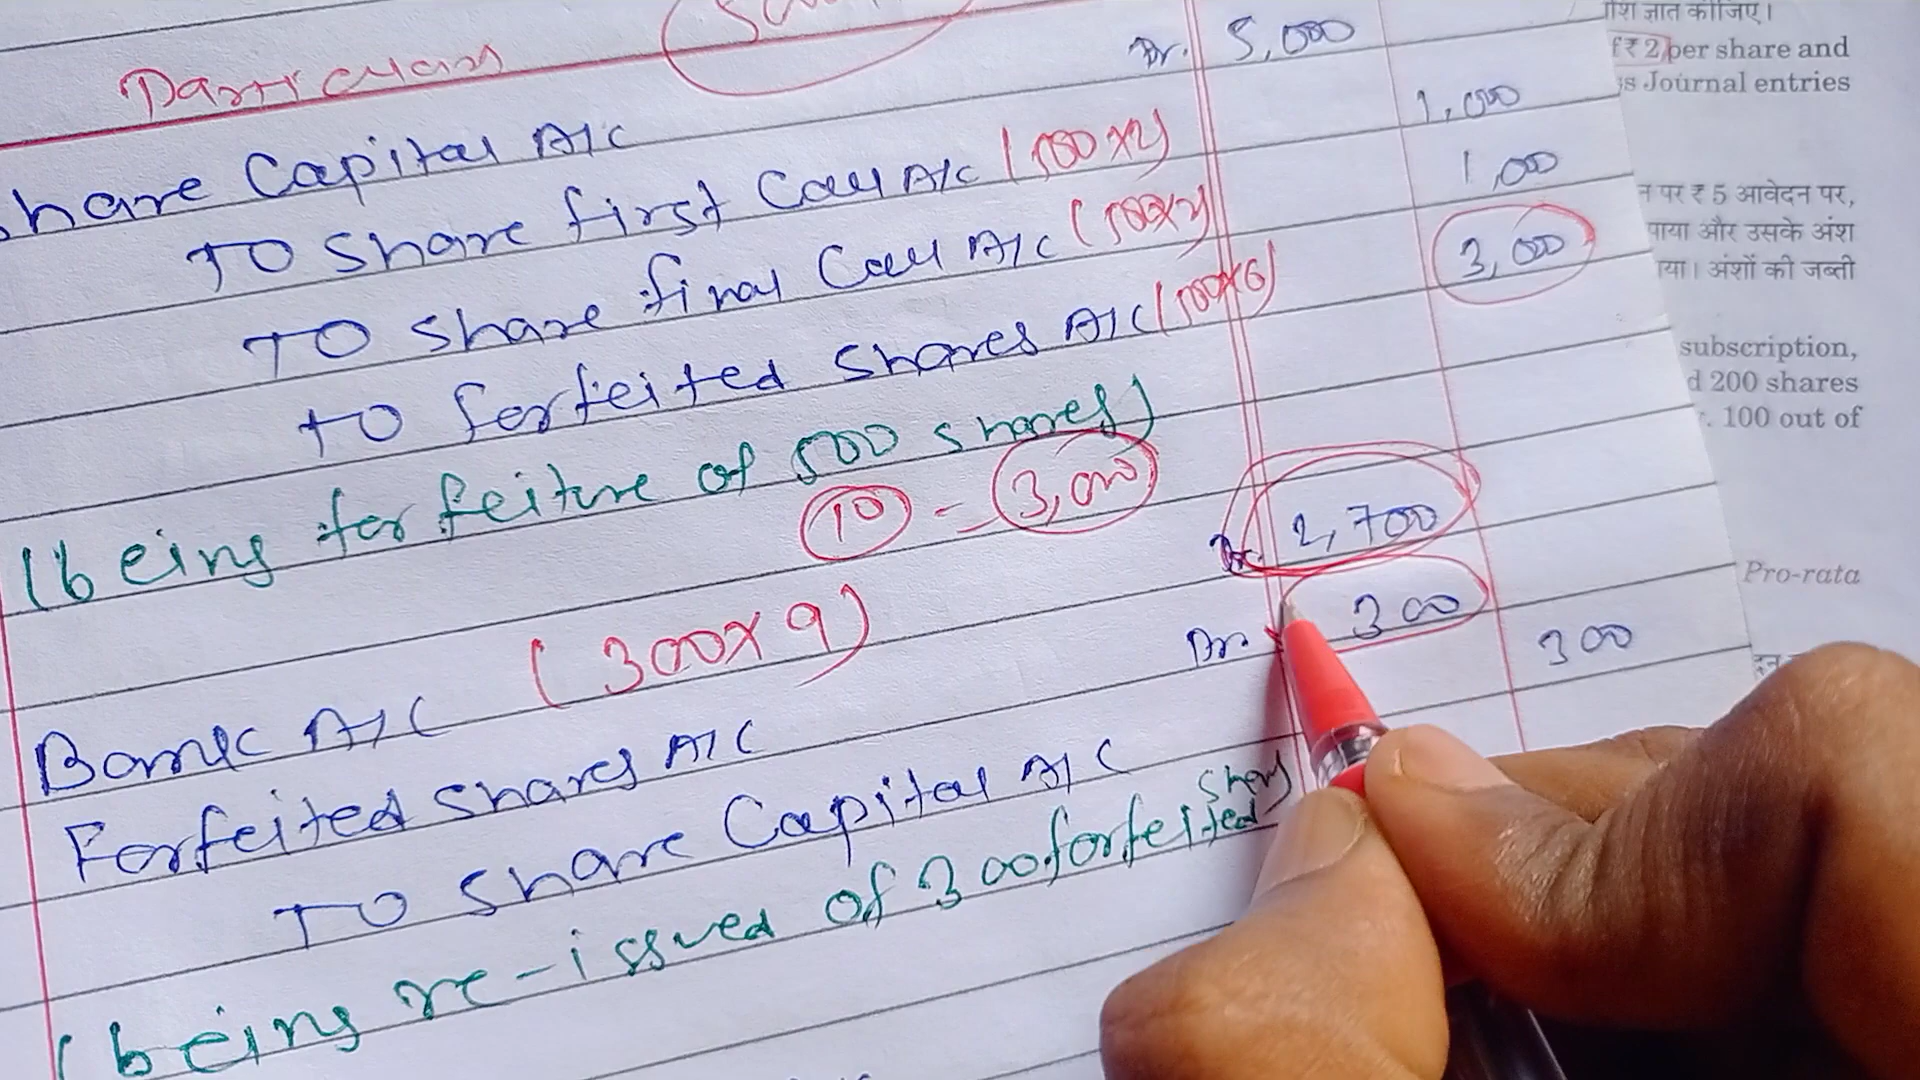 Particulars
Share Capital A/C Dr. 5,000
TO Share first Call A/C (500×2) 1,000
TO Share final Call A/C (500×2) 1,000
TO forfeited Shares A/C (500×6) 3,000
(being forfeiture of 500 shares)
10 - 3,000
Bank A/C (300×9) Dr. 2,700
Forfeited Shares A/C Dr. 300
TO Share Capital A/C 300
(being re-issued of 300 forfeited shares
ज्ञात कीजिए।
f ₹ 2 per share and
Journal entries
पर ₹ 5 आवेदन पर,
पाया और उसके अंश
अंशों की जब्ती
subscription,
d 200 shares
100 out of
Pro-rata